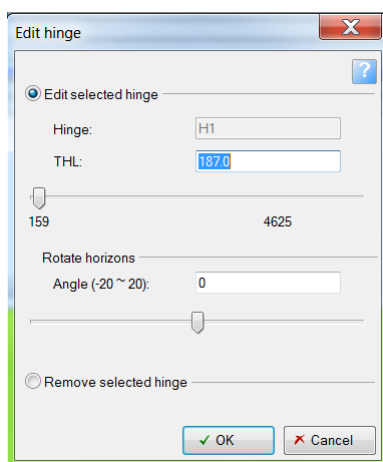 Edit hinge
X
?
Edit selected hinge
Hinge: H1
THL: 187.0
159 4625
Rotate horizons
Angle (-20 ~ 20): 0
Remove selected hinge
✓ OK ✗ Cancel